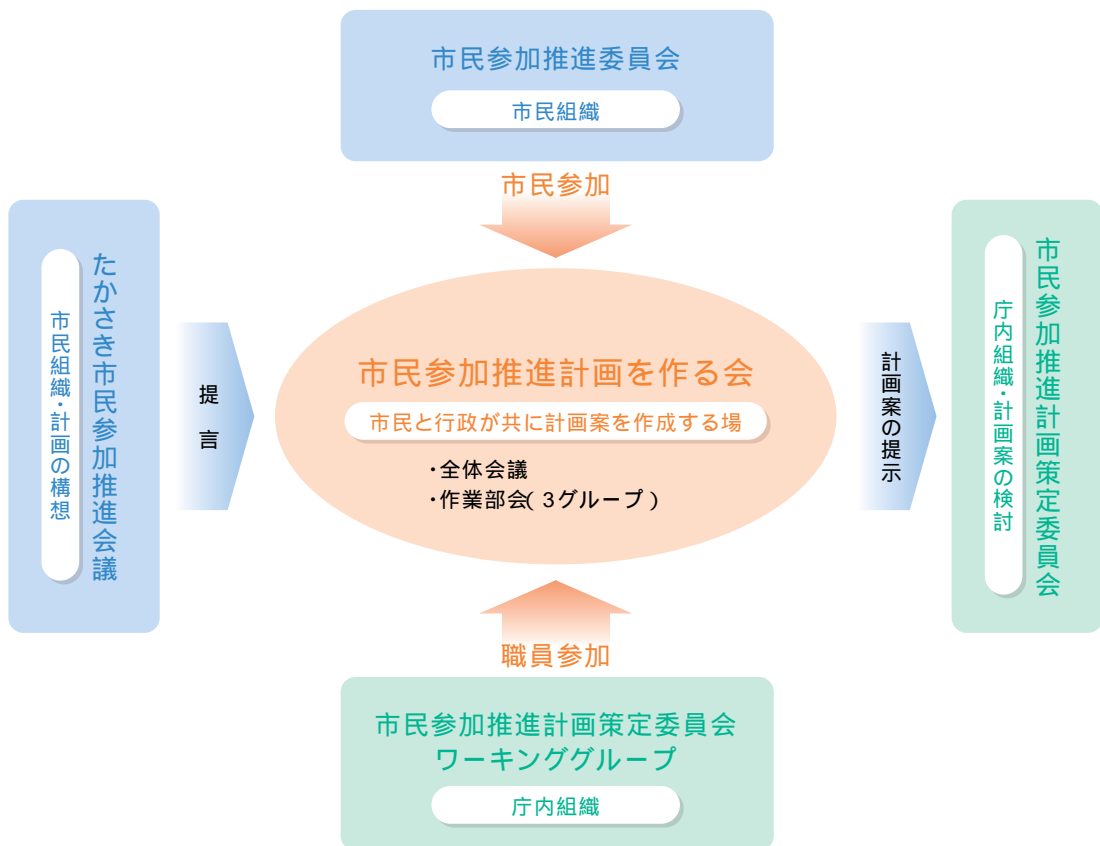 市民参加推進委員会
市民組織
市民参加
たかさき市民参加推進会議
市民組織・計画の構想
提言
市民参加推進計画を作る会
市民と行政が共に計画案を作成する場
・全体会議
・作業部会(3グループ)
計画案の提示
市民参加推進計画策定委員会
庁内組織・計画案の検討
職員参加
市民参加推進計画策定委員会
ワーキンググループ
庁内組織